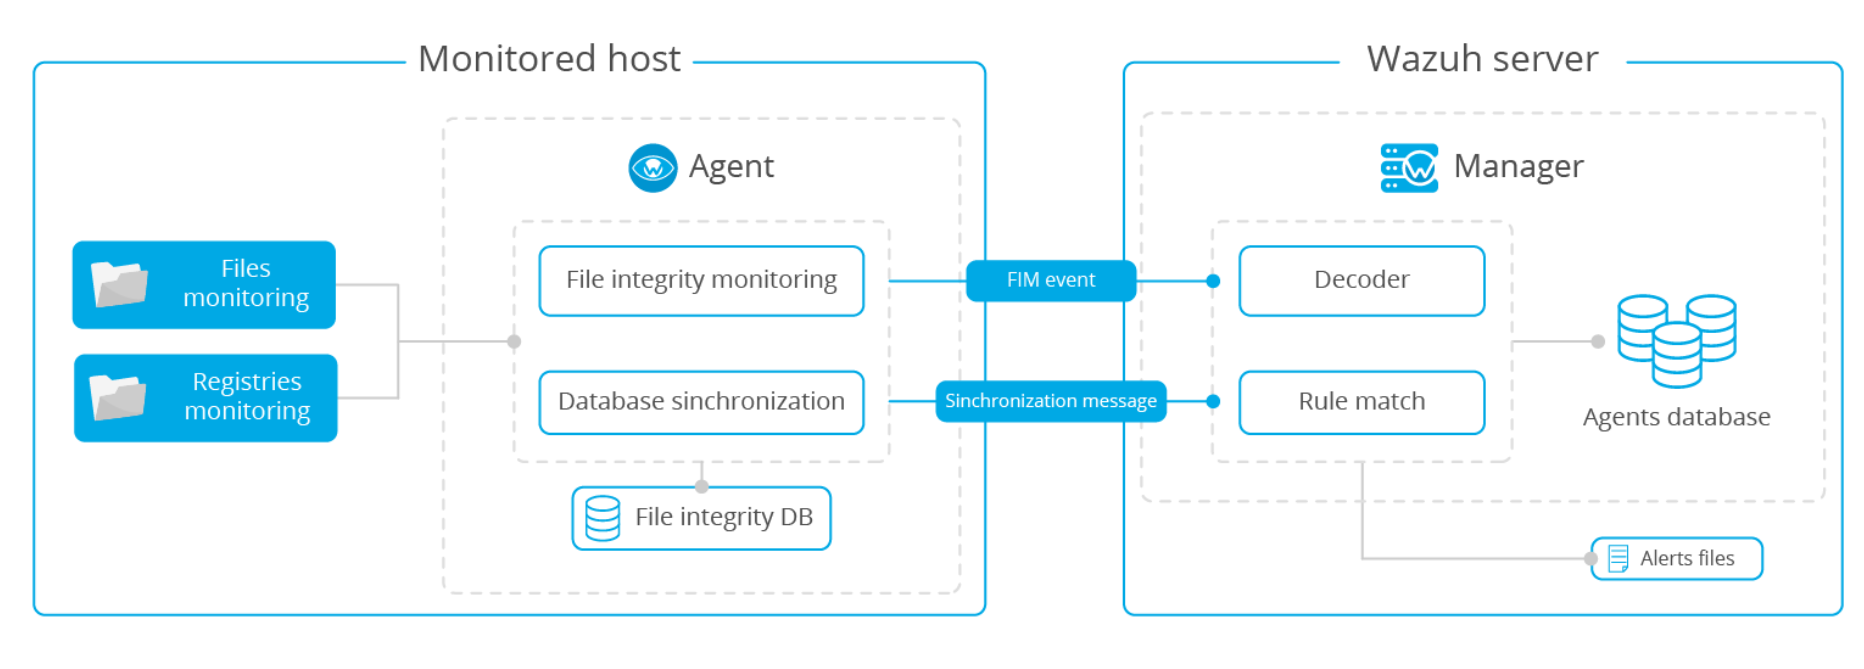 Monitored host
Wazuh server
Agent
Manager
Files
monitoring
Registries
monitoring
File integrity monitoring
Database sinchronization
File integrity DB
FIM event
Sinchronization message
Decoder
Rule match
Agents database
Alerts files